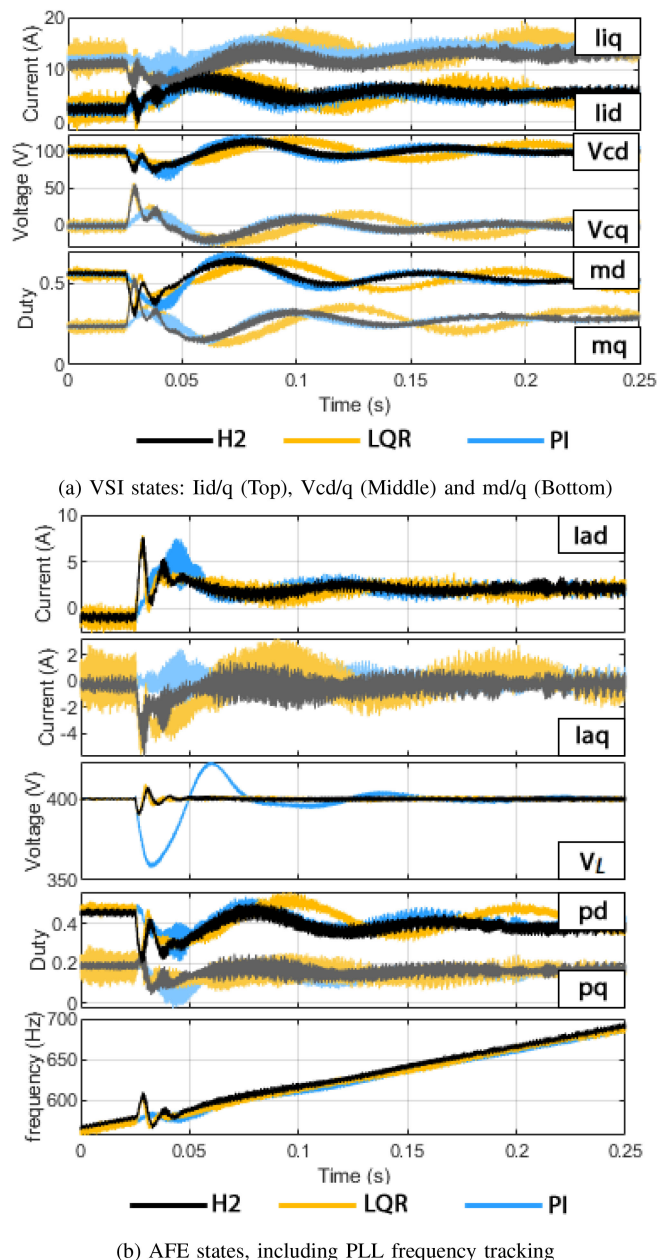 20
10
0
Current (A)
Iiq
Iid
100
50
0
Voltage (V)
Vcd
Vcq
0.5
0
Duty
md
mq
0 0.05 0.1 0.15 0.2 0.25
Time (s)
H2 LQR PI
(a) VSI states: Iid/q (Top), Vcd/q (Middle) and md/q (Bottom)
10
5
0
Current (A)
Iad
2
0
-2
-4
Current (A)
Iaq
400
350
Voltage (V)
VL
0.4
0.2
0
Duty
pd
pq
700
650
600
frequency (Hz)
0 0.05 0.1 0.15 0.2 0.25
Time (s)
H2 LQR PI
(b) AFE states, including PLL frequency tracking